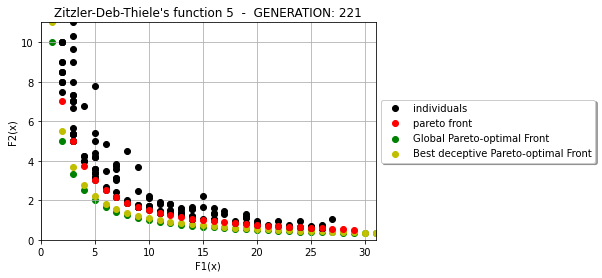 Zitzler-Deb-Thiele's function 5 - GENERATION: 221
F2(x)
10
8
6
4
2
0
0 5 10 15 20 25 30
F1(x)
individuals
pareto front
Global Pareto-optimal Front
Best deceptive Pareto-optimal Front